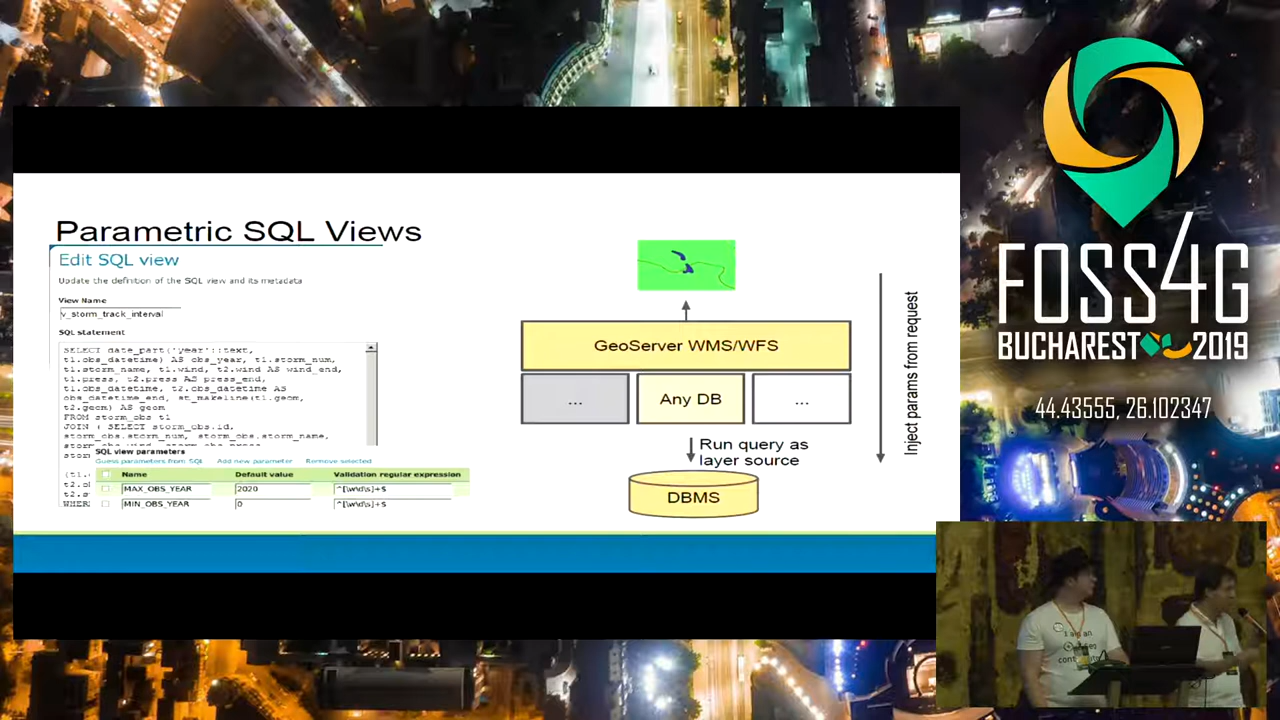 Parametric SQL Views
Edit SQL view
Update the definition of the SQL view and its metadata
View Name
v_storm_track_interval
SQL statement
SELECT date_part('year'::text,
t1.obs_datetime) AS obs_year, t1.storm_num,
t1.storm_name, t1.wind, t2.wind AS wind_end,
t1.press, t2.press AS press_end,
t1.obs_datetime, t2.obs_datetime AS
obs_datetime_end, st_makeline(t1.geom,
t2.geom) AS geom
FROM storm_obs t1
JOIN ( SELECT storm_obs.id,
storm_obs.storm_num, storm_obs.storm_name,
SQL view parameters
Guess parameters from SQL Add new parameter Remove selected
Name Default value Validation regular expression
MAX_OBS_YEAR 2020 ^[\w\d\s]+$
MIN_OBS_YEAR 0 ^[\w\d\s]+$
GeoServer WMS/WFS
... Any DB ...
Run query as
layer source
DBMS
Inject params from request
FOSS4G
BUCHAREST 2019
44.43555, 26.102347
I am an